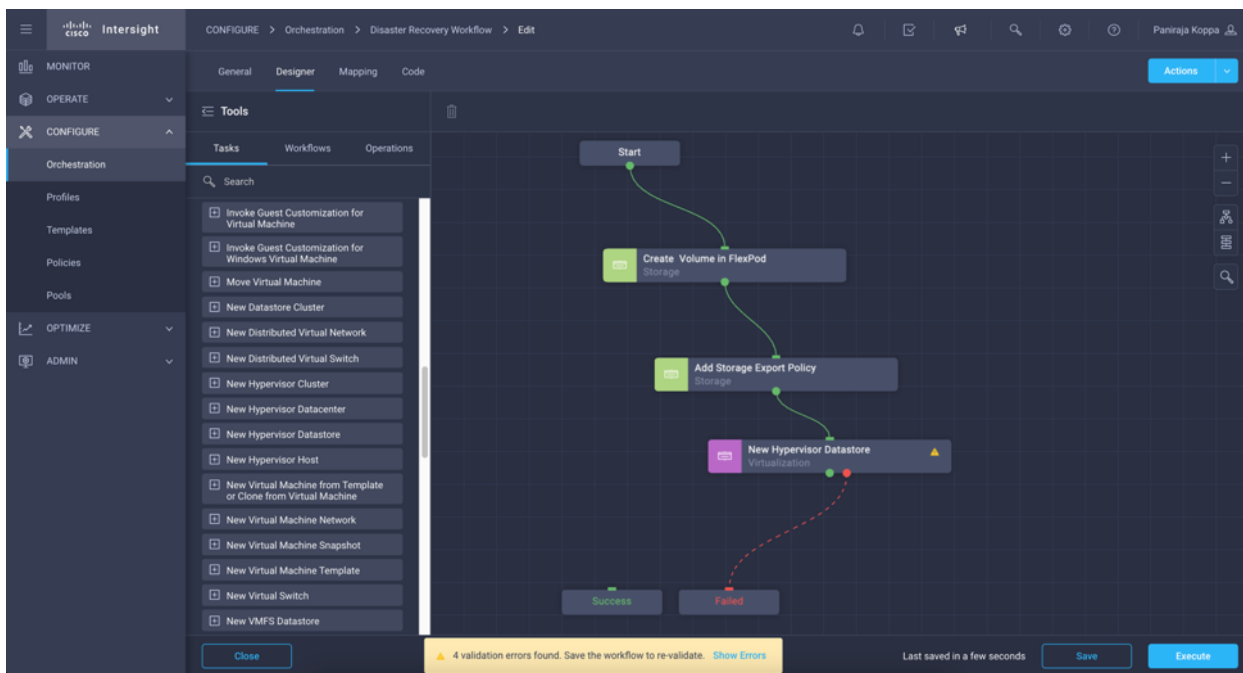 cisco Intersight
CONFIGURE > Orchestration > Disaster Recovery Workflow > Edit
Paniraja Koppa
MONITOR
OPERATE
CONFIGURE
Orchestration
Profiles
Templates
Policies
Pools
OPTIMIZE
ADMIN
General Designer Mapping Code
Actions
Tools
Tasks Workflows Operations
Search
Invoke Guest Customization for
Virtual Machine
Invoke Guest Customization for
Windows Virtual Machine
Move Virtual Machine
New Datastore Cluster
New Distributed Virtual Network
New Distributed Virtual Switch
New Hypervisor Cluster
New Hypervisor Datacenter
New Hypervisor Datastore
New Hypervisor Host
New Virtual Machine from Template
or Clone from Virtual Machine
New Virtual Machine Network
New Virtual Machine Snapshot
New Virtual Machine Template
New Virtual Switch
New VMFS Datastore
Start
Create Volume in FlexPod
Storage
Add Storage Export Policy
Storage
New Hypervisor Datastore
Virtualization
Success
Failed
Close
4 validation errors found. Save the workflow to re-validate. Show Errors
Last saved in a few seconds
Save
Execute